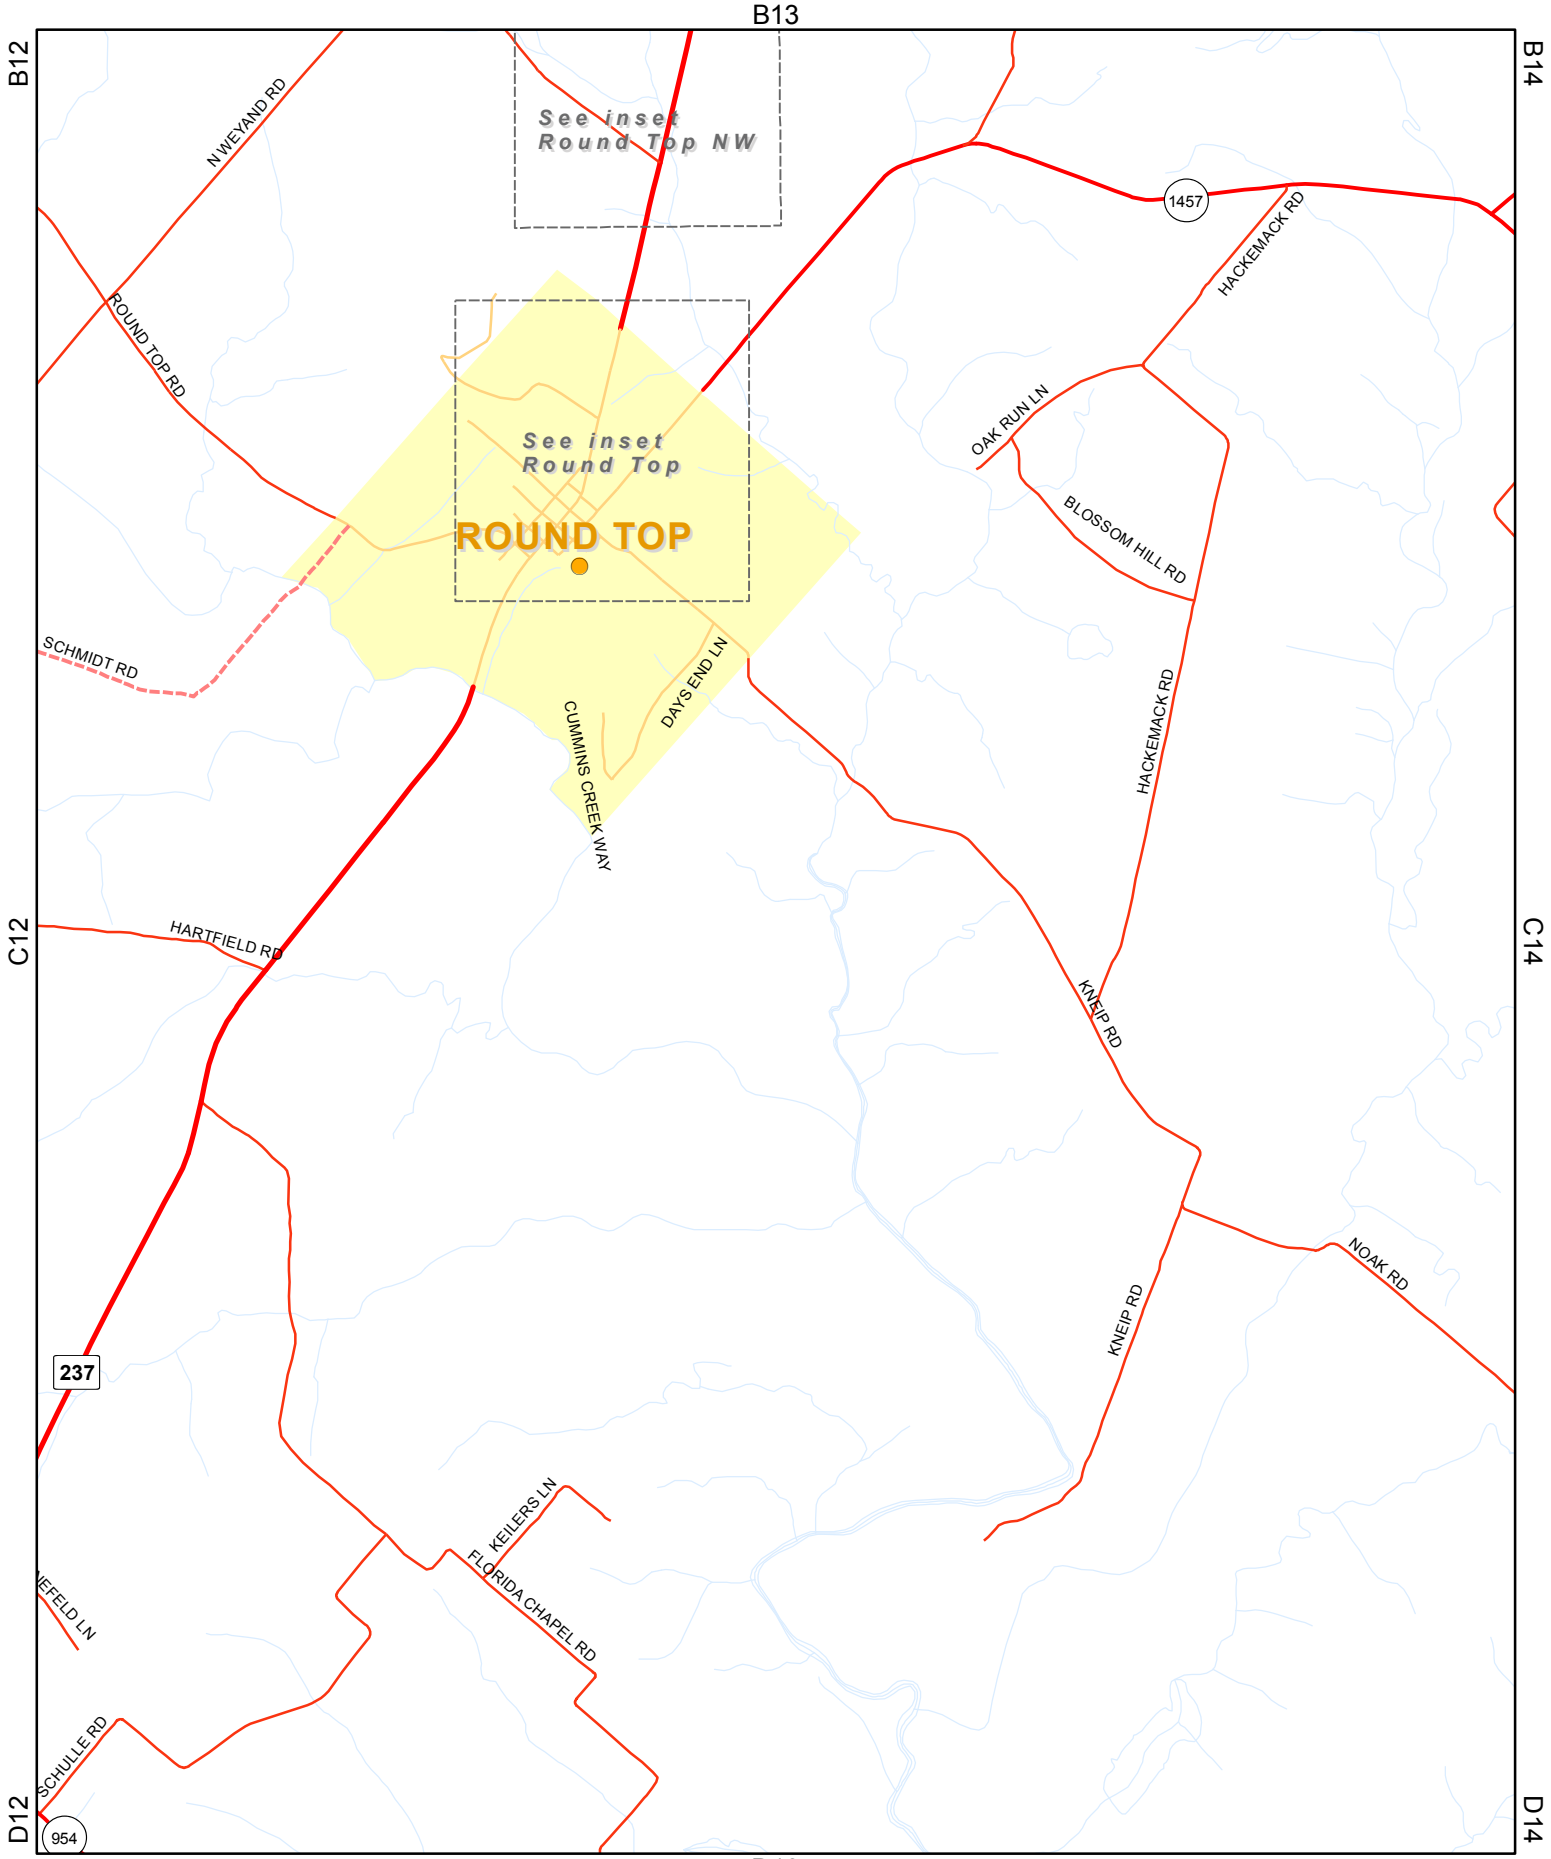 B13
B12
B14
N WEYAND RD
See inset
Round Top NW
1457
HACKEMACK RD
ROUND TOP RD
OAK RUN LN
See inset
Round Top
BLOSSOM HILL RD
ROUND TOP
SCHMIDT RD
DAYS END LN
CUMMINS CREEK WAY
HACKEMACK RD
C12
HARTFIELD RD
C14
KNEIP RD
NOAK RD
KNEIP RD
237
KEILERS LN
FLORIDA CHAPEL RD
NEFELD LN
SCHULLE RD
D12
954
D14